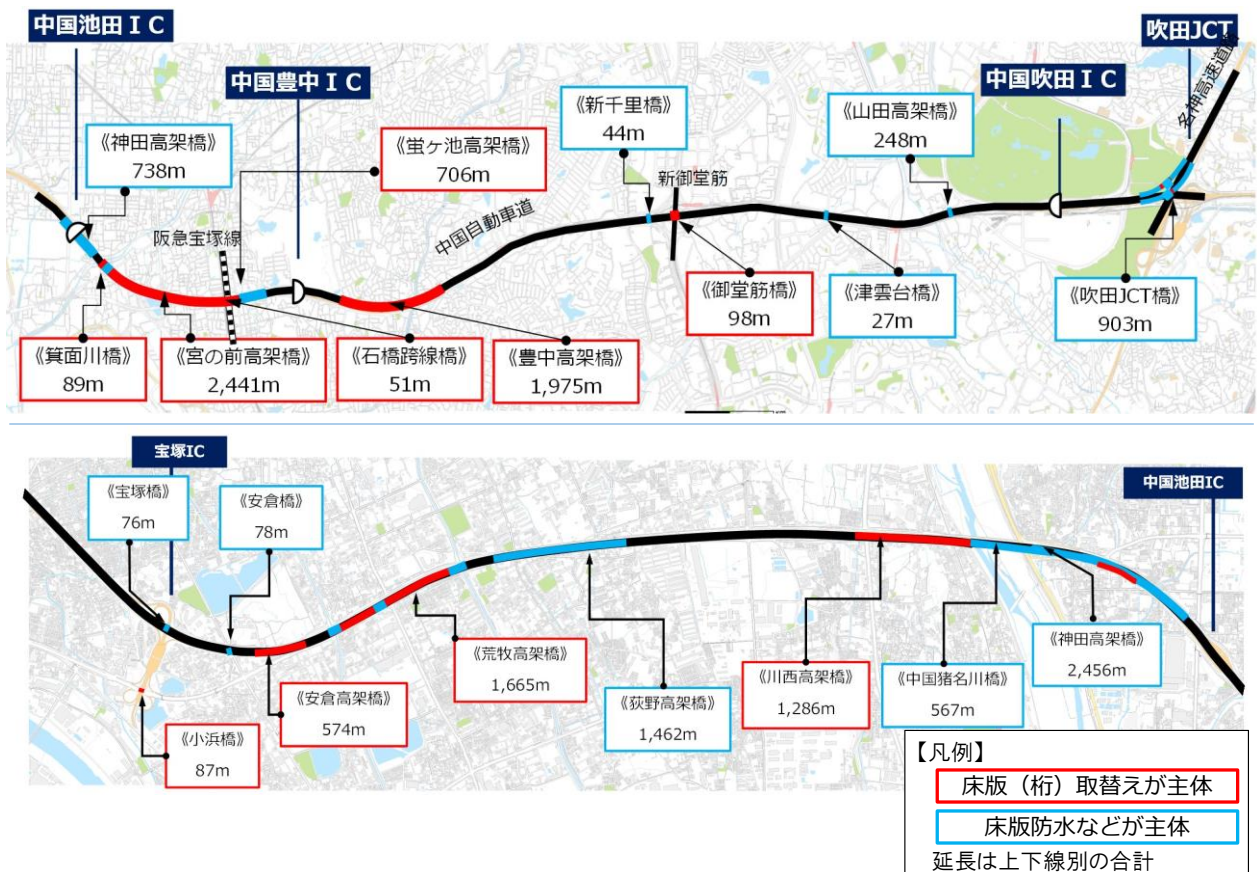 中国池田ＩＣ
中国豊中ＩＣ
中国吹田ＩＣ
吹田JCT
名神高速道路
《神田高架橋》
738m
《蛍ヶ池高架橋》
706m
《新千里橋》
44m
《山田高架橋》
248m
新御堂筋
阪急宝塚線
中国自動車道
《箕面川橋》
89m
《宮の前高架橋》
2,441m
《石橋跨線橋》
51m
《豊中高架橋》
1,975m
《御堂筋橋》
98m
《津雲台橋》
27m
《吹田JCT橋》
903m
宝塚IC
中国池田IC
《宝塚橋》
76m
《安倉橋》
78m
《小浜橋》
87m
《安倉高架橋》
574m
《荒牧高架橋》
1,665m
《荻野高架橋》
1,462m
《川西高架橋》
1,286m
《中国猪名川橋》
567m
《神田高架橋》
2,456m
【凡例】
床版（桁）取替えが主体
床版防水などが主体
延長は上下線別の合計